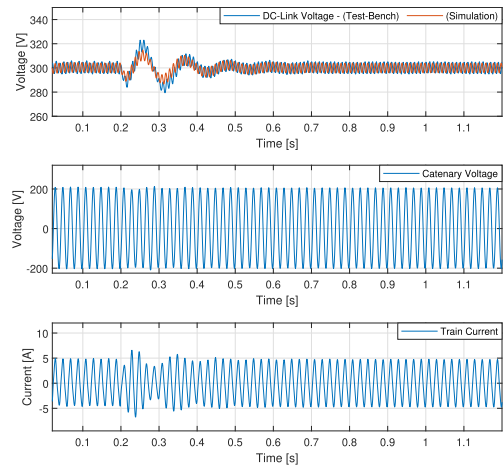 DC-Link Voltage - (Test-Bench) (Simulation)
Voltage [V]
340
320
300
280
260
0.1 0.2 0.3 0.4 0.5 0.6 0.7 0.8 0.9 1 1.1
Time [s]
Catenary Voltage
Voltage [V]
200
0
-200
0.1 0.2 0.3 0.4 0.5 0.6 0.7 0.8 0.9 1 1.1
Time [s]
Train Current
Current [A]
10
5
0
-5
0.1 0.2 0.3 0.4 0.5 0.6 0.7 0.8 0.9 1 1.1
Time [s]